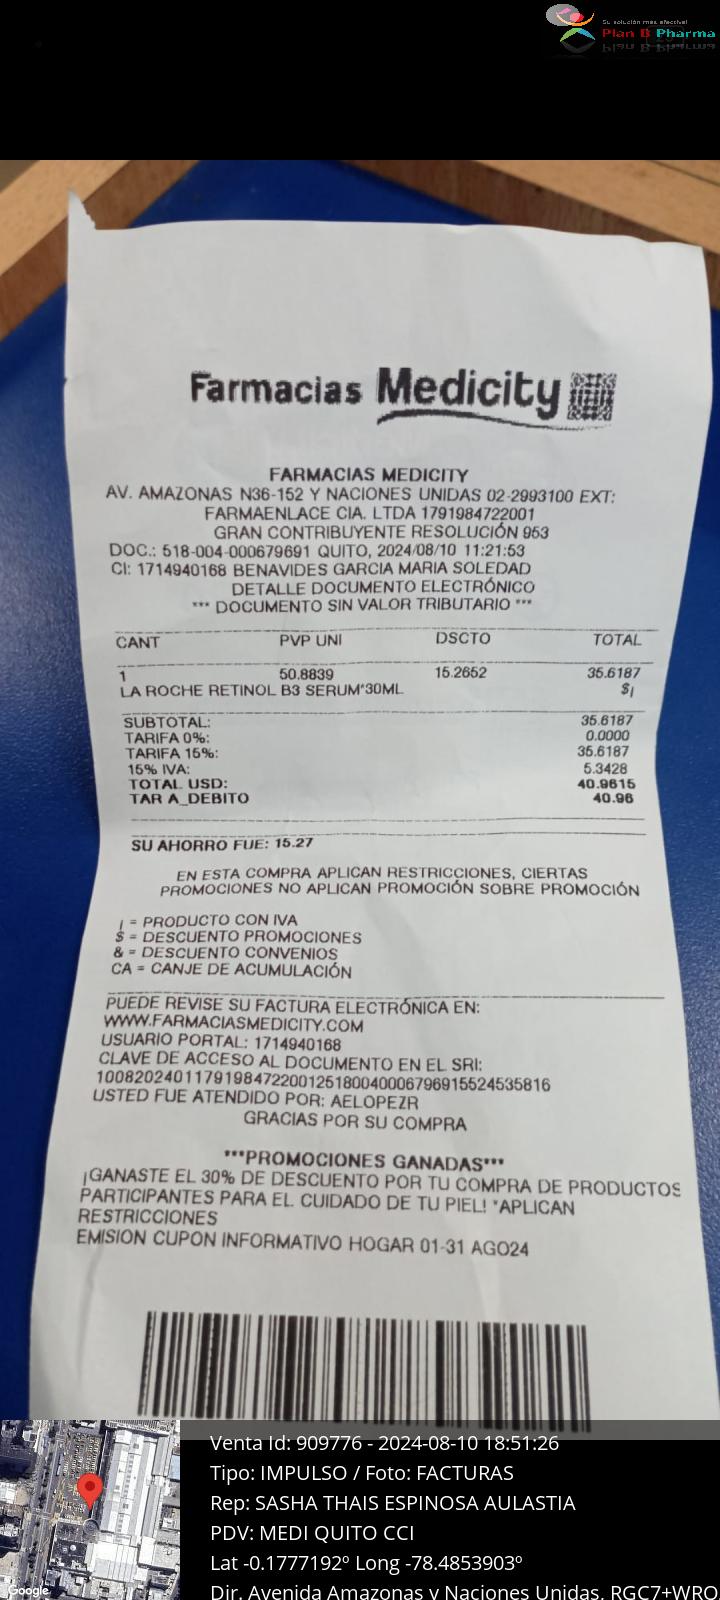 Su solución mas efectiva!
Plan B Pharma
Farmacias Medicity
FARMACIAS MEDICITY
AV. AMAZONAS N36-152 Y NACIONES UNIDAS 02-2993100 EXT:
FARMAENLACE CIA. LTDA 1791984722001
GRAN CONTRIBUYENTE RESOLUCIÓN 953
DOC.: 518-004-000679691 QUITO, 2024/08/10 11:21:53
CI: 1714940168 BENAVIDES GARCIA MARIA SOLEDAD
DETALLE DOCUMENTO ELECTRÓNICO
*** DOCUMENTO SIN VALOR TRIBUTARIO ***
CANT PVP UNI DSCTO TOTAL
1 50.8839 15.2652 35.6187
LA ROCHE RETINOL B3 SERUM*30ML $¡
SUBTOTAL: 35.6187
TARIFA 0%: 0.0000
TARIFA 15%: 35.6187
15% IVA: 5.3428
TOTAL USD: 40.9615
TAR A_DEBITO 40.96
SU AHORRO FUE: 15.27
EN ESTA COMPRA APLICAN RESTRICCIONES, CIERTAS
PROMOCIONES NO APLICAN PROMOCIÓN SOBRE PROMOCIÓN
¡ = PRODUCTO CON IVA
$ = DESCUENTO PROMOCIONES
& = DESCUENTO CONVENIOS
CA = CANJE DE ACUMULACIÓN
PUEDE REVISE SU FACTURA ELECTRÓNICA EN:
WWW.FARMACIASMEDICITY.COM
USUARIO PORTAL: 1714940168
CLAVE DE ACCESO AL DOCUMENTO EN EL SRI:
1008202401179198472200125180040006796915524535816
USTED FUE ATENDIDO POR: AELOPEZR
GRACIAS POR SU COMPRA
***PROMOCIONES GANADAS***
¡GANASTE EL 30% DE DESCUENTO POR TU COMPRA DE PRODUCTOS
PARTICIPANTES PARA EL CUIDADO DE TU PIEL! *APLICAN
RESTRICCIONES
EMISION CUPON INFORMATIVO HOGAR 01-31 AGO24
Venta Id: 909776 - 2024-08-10 18:51:26
Tipo: IMPULSO / Foto: FACTURAS
Rep: SASHA THAIS ESPINOSA AULASTIA
PDV: MEDI QUITO CCI
Lat -0.1777192º Long -78.4853903º
Dir. Avenida Amazonas y Naciones Unidas, RGC7+WRO
Google